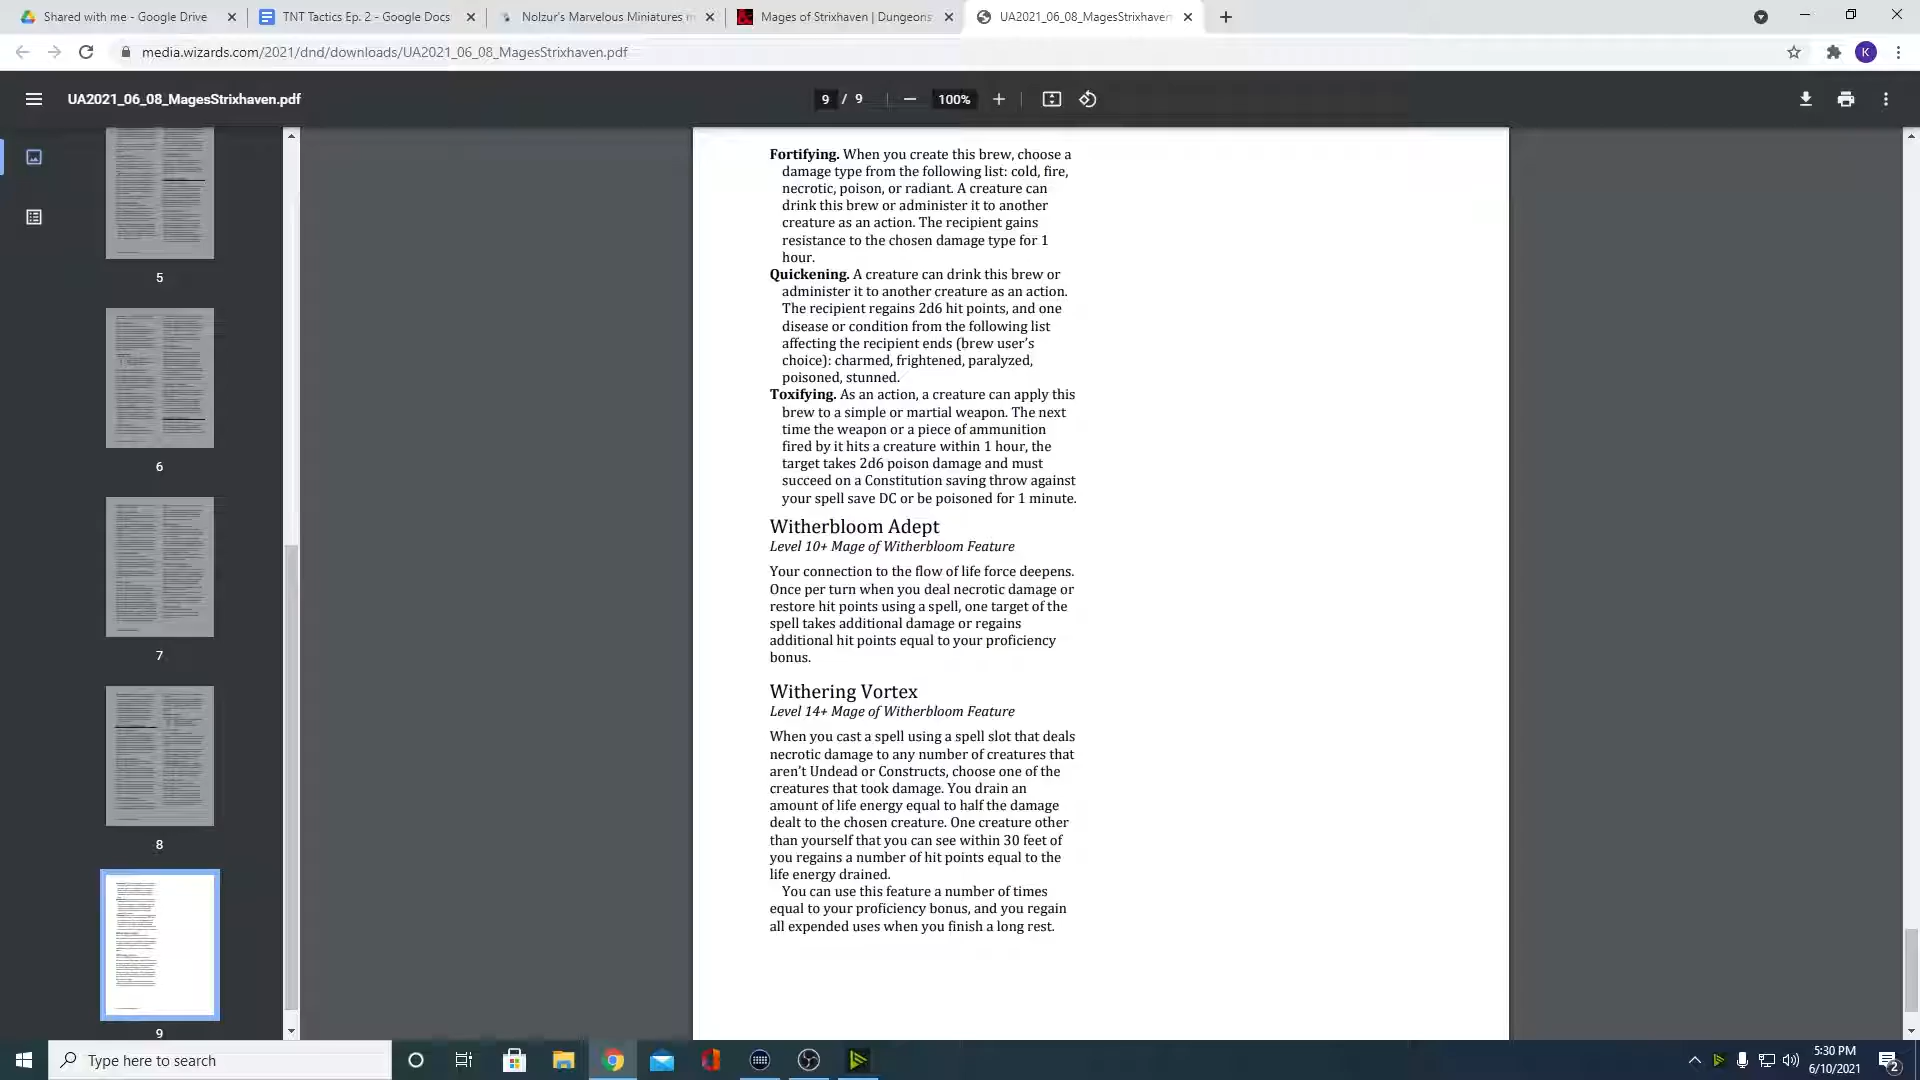 Shared with me - Google Drive
TNT Tactics Ep. 2 - Google Docs
Nolzur's Marvelous Miniatures m
Mages of Strixhaven | Dungeons
UA2021_06_08_MagesStrixhaven
media.wizards.com/2021/dnd/downloads/UA2021_06_08_MagesStrixhaven.pdf
K
UA2021_06_08_MagesStrixhaven.pdf
9 / 9
100%
5
6
7
8
9
Fortifying. When you create this brew, choose a
damage type from the following list: cold, fire,
necrotic, poison, or radiant. A creature can
drink this brew or administer it to another
creature as an action. The recipient gains
resistance to the chosen damage type for 1
hour.
Quickening. A creature can drink this brew or
administer it to another creature as an action.
The recipient regains 2d6 hit points, and one
disease or condition from the following list
affecting the recipient ends (brew user's
choice): charmed, frightened, paralyzed,
poisoned, stunned.
Toxifying. As an action, a creature can apply this
brew to a simple or martial weapon. The next
time the weapon or a piece of ammunition
fired by it hits a creature within 1 hour, the
target takes 2d6 poison damage and must
succeed on a Constitution saving throw against
your spell save DC or be poisoned for 1 minute.
Witherbloom Adept
Level 10+ Mage of Witherbloom Feature
Your connection to the flow of life force deepens.
Once per turn when you deal necrotic damage or
restore hit points using a spell, one target of the
spell takes additional damage or regains
additional hit points equal to your proficiency
bonus.
Withering Vortex
Level 14+ Mage of Witherbloom Feature
When you cast a spell using a spell slot that deals
necrotic damage to any number of creatures that
aren't Undead or Constructs, choose one of the
creatures that took damage. You drain an
amount of life energy equal to half the damage
dealt to the chosen creature. One creature other
than yourself that you can see within 30 feet of
you regains a number of hit points equal to the
life energy drained.
You can use this feature a number of times
equal to your proficiency bonus, and you regain
all expended uses when you finish a long rest.
Type here to search
5:30 PM
6/10/2021
2